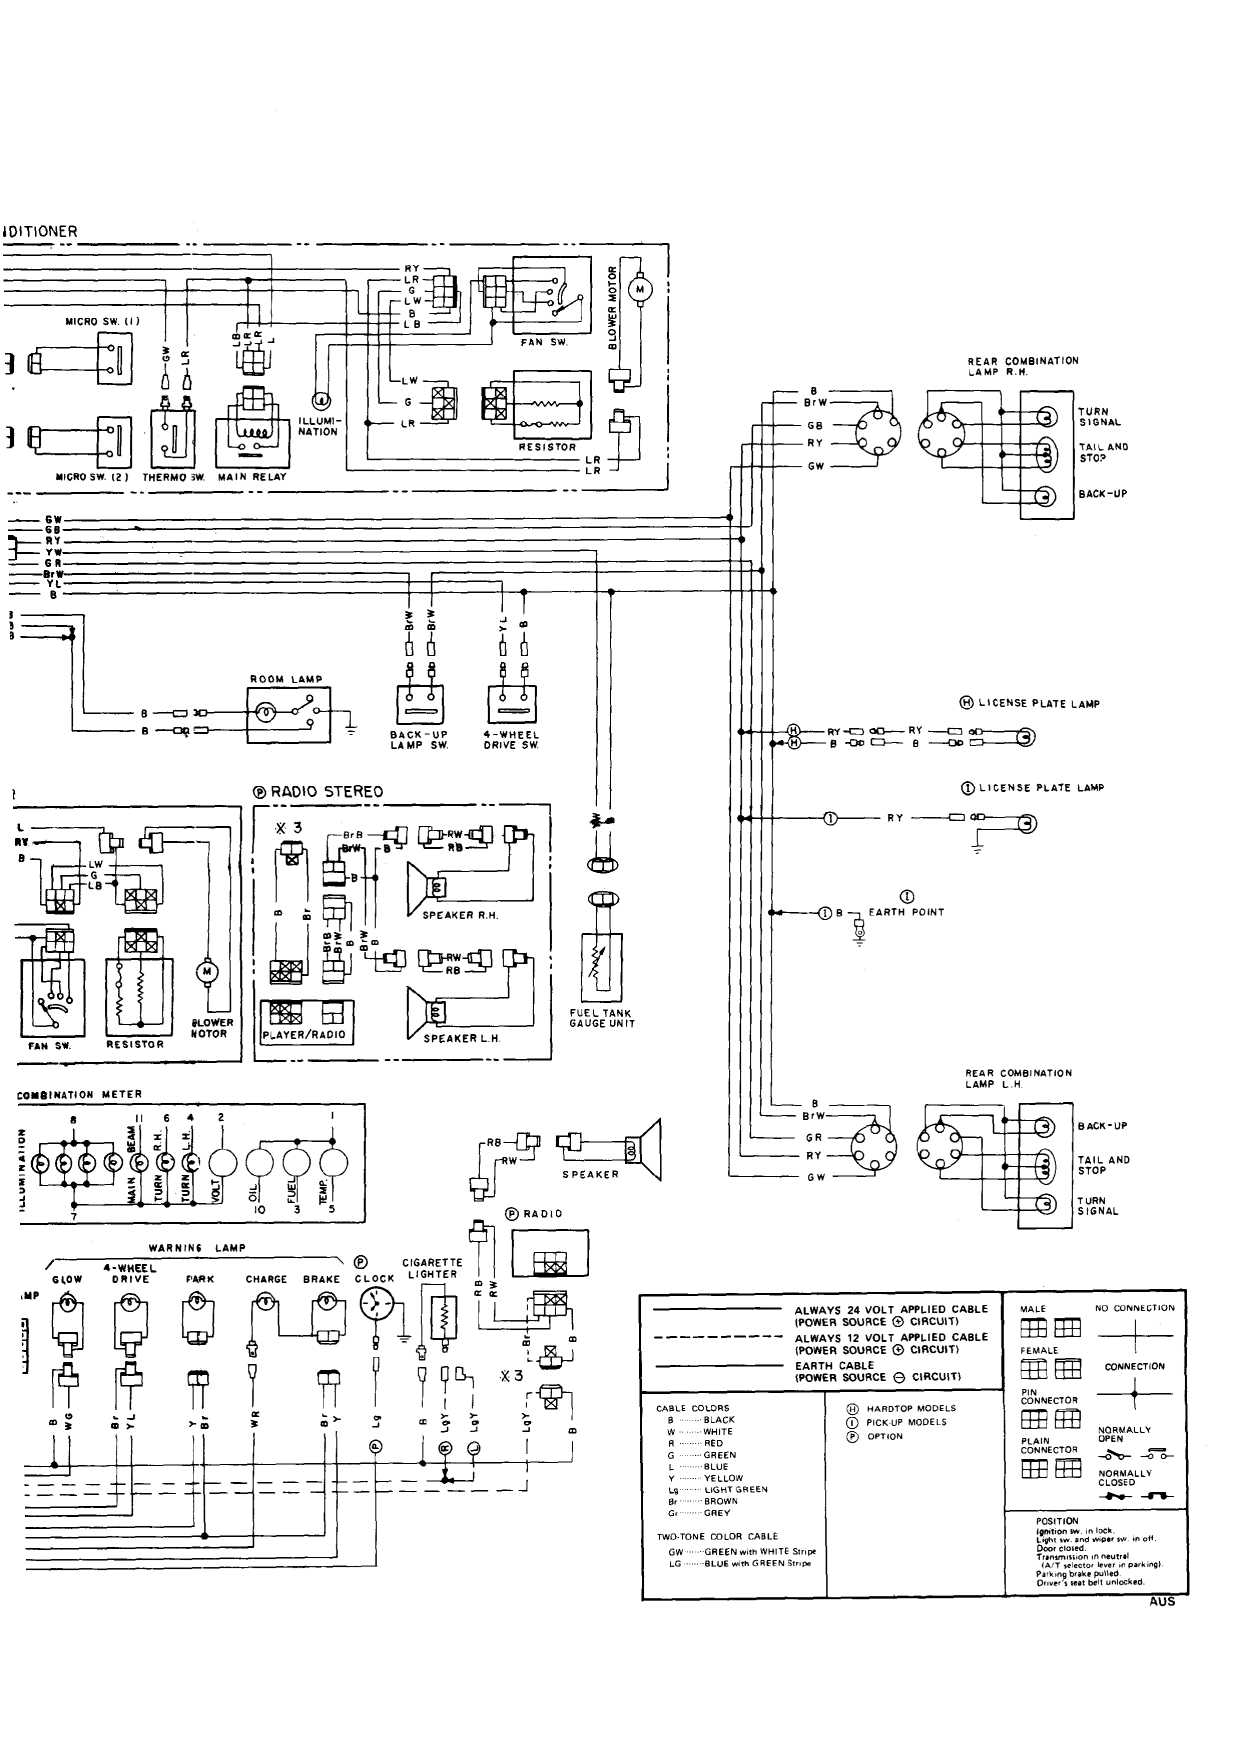 DITIONER
RY
LR
G
LW
B
LB
FAN SW.
BLOWER MOTOR
M
MICRO SW. (1)
GW
LR
LB
LR
LR
L
LW
G
LR
ILLUMI-
NATION
RESISTOR
LR
LR
MICRO SW. (2)
THERMO SW.
MAIN RELAY
REAR COMBINATION
LAMP R.H.
B
BrW
GB
RY
GW
TURN
SIGNAL
TAIL AND
STOP
BACK-UP
GW
GB
RY
YW
GR
BrW
YL
B
B
B
B
BrW
BrW
YL
B
ROOM LAMP
B
B
BACK-UP
LAMP SW.
4-WHEEL
DRIVE SW.
H LICENSE PLATE LAMP
H RY RY
H B B
I LICENSE PLATE LAMP
I RY
I
I B EARTH POINT
P RADIO STEREO
3
BrB
BrW
B
RW
RB
B
B
Br
SPEAKER R.H.
BrB
BrW
B
BrW
B
RW
RB
PLAYER/RADIO
SPEAKER L.H.
YW
FUEL TANK
GAUGE UNIT
L
RY
B
LW
G
LB
M
FAN SW.
RESISTOR
BLOWER
MOTOR
COMBINATION METER
8 11 6 4 2 1
ILLUMINATION
MAIN BEAM
TURN R.H.
TURN L.H.
VOLT
OIL
FUEL
TEMP.
7 10 3 5
REAR COMBINATION
LAMP L.H.
B
BrW
GR
RY
GW
BACK-UP
TAIL AND
STOP
TURN
SIGNAL
RB
RW
SPEAKER
P RADIO
RB
RW
Br
B
3
LgY
B
WARNING LAMP
GLOW
4-WHEEL
DRIVE
PARK
CHARGE
BRAKE
P
CLOCK
CIGARETTE
LIGHTER
MP
B
WG
Br
YL
Y
Br
WR
Br
Y
Lg
P
B
LgY
R
LgY
L
ALWAYS 24 VOLT APPLIED CABLE
(POWER SOURCE ⊕ CIRCUIT)
ALWAYS 12 VOLT APPLIED CABLE
(POWER SOURCE ⊕ CIRCUIT)
EARTH CABLE
(POWER SOURCE ⊖ CIRCUIT)
CABLE COLORS
B ········ BLACK
W ········ WHITE
R ········ RED
G ········ GREEN
L ········ BLUE
Y ········ YELLOW
Lg ········ LIGHT GREEN
Br ········ BROWN
Gr ········ GREY
TWO-TONE COLOR CABLE
GW ······ GREEN with WHITE Stripe
LG ······ BLUE with GREEN Stripe
H HARDTOP MODELS
I PICK-UP MODELS
P OPTION
MALE
FEMALE
PIN
CONNECTOR
PLAIN
CONNECTOR
NO CONNECTION
CONNECTION
NORMALLY
OPEN
NORMALLY
CLOSED
POSITION
Ignition sw. in lock.
Light sw. and wiper sw. in off.
Door closed.
Transmission in neutral
(A/T selector lever in parking).
Parking brake pulled.
Driver's seat belt unlocked.
AUS